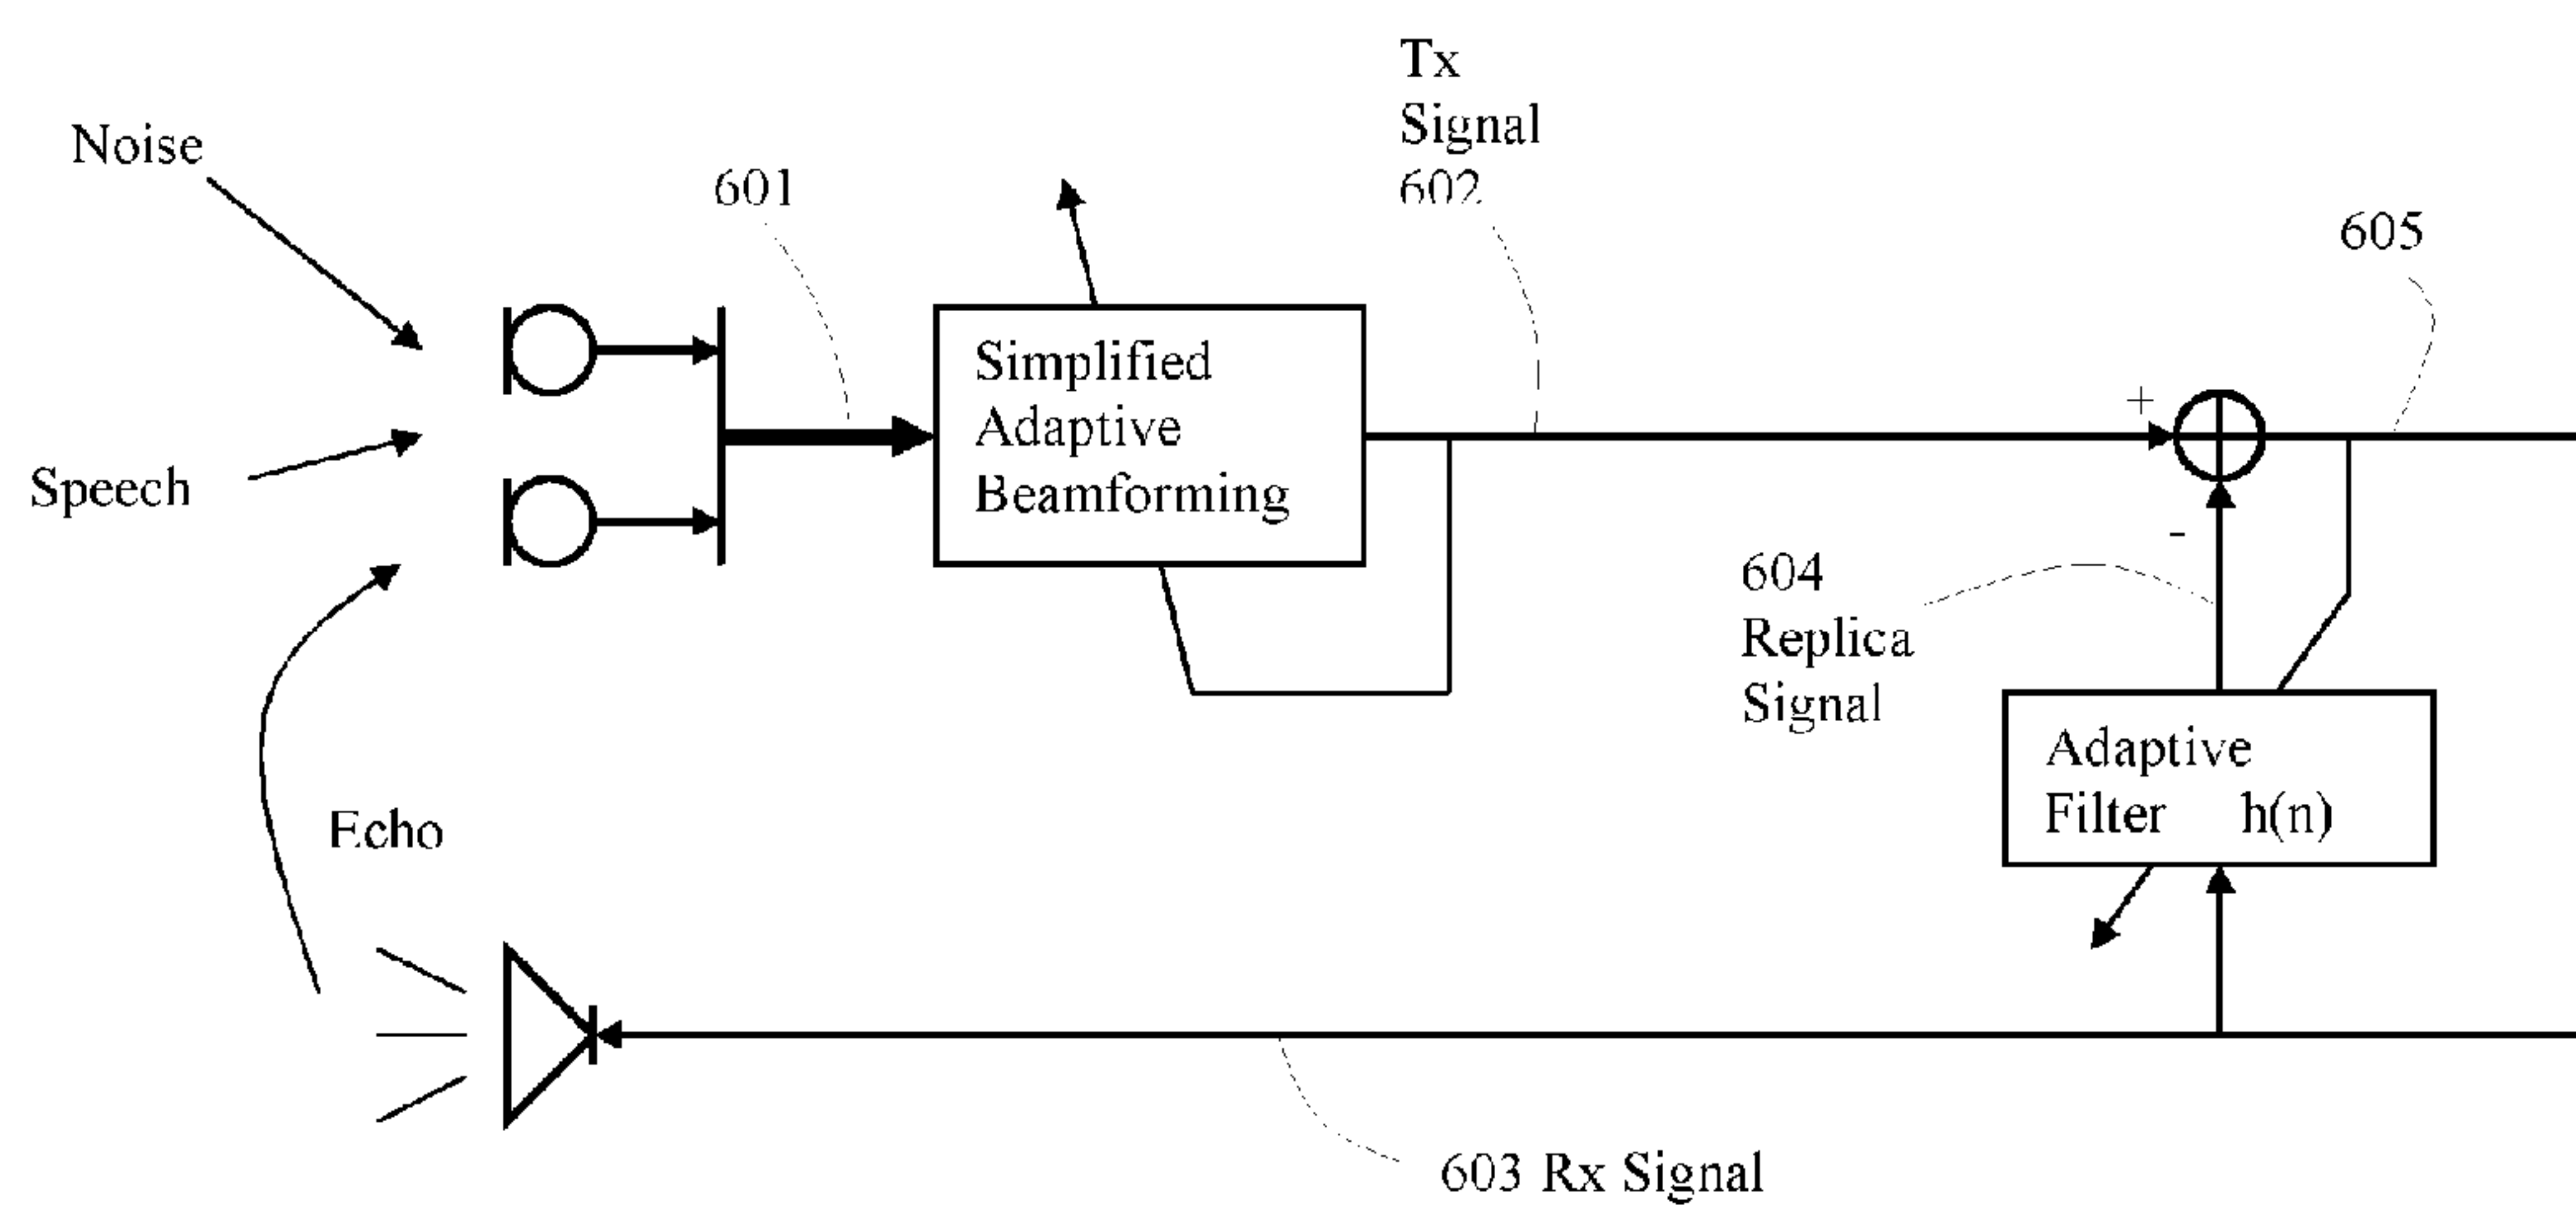 Tx
Signal
602
Noise
601
605
Simplified
Adaptive
Beamforming
+
Speech
-
604
Replica
Signal
Adaptive
Filter h(n)
Echo
603 Rx Signal